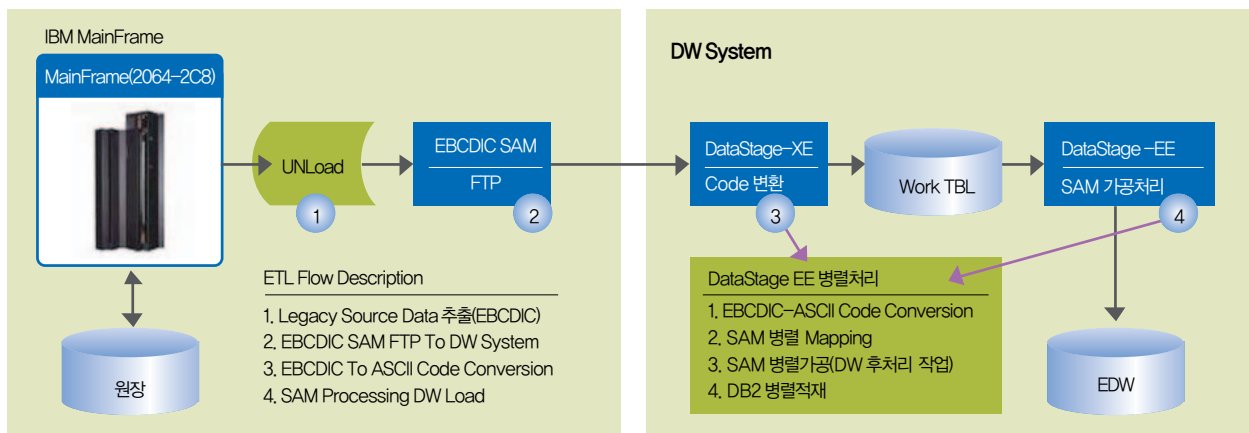 IBM MainFrame
MainFrame(2064-2C8)
UNLoad
1
EBCDIC SAM
FTP
2
원장
ETL Flow Description
1. Legacy Source Data 추출(EBCDIC)
2. EBCDIC SAM FTP To DW System
3. EBCDIC To ASCII Code Conversion
4. SAM Processing DW Load
DW System
DataStage-XE
Code 변환
3
Work TBL
DataStage -EE
SAM 가공처리
4
DataStage EE 병렬처리
1. EBCDIC-ASCII Code Conversion
2. SAM 병렬 Mapping
3. SAM 병렬가공(DW 후처리 작업)
4. DB2 병렬적재
EDW